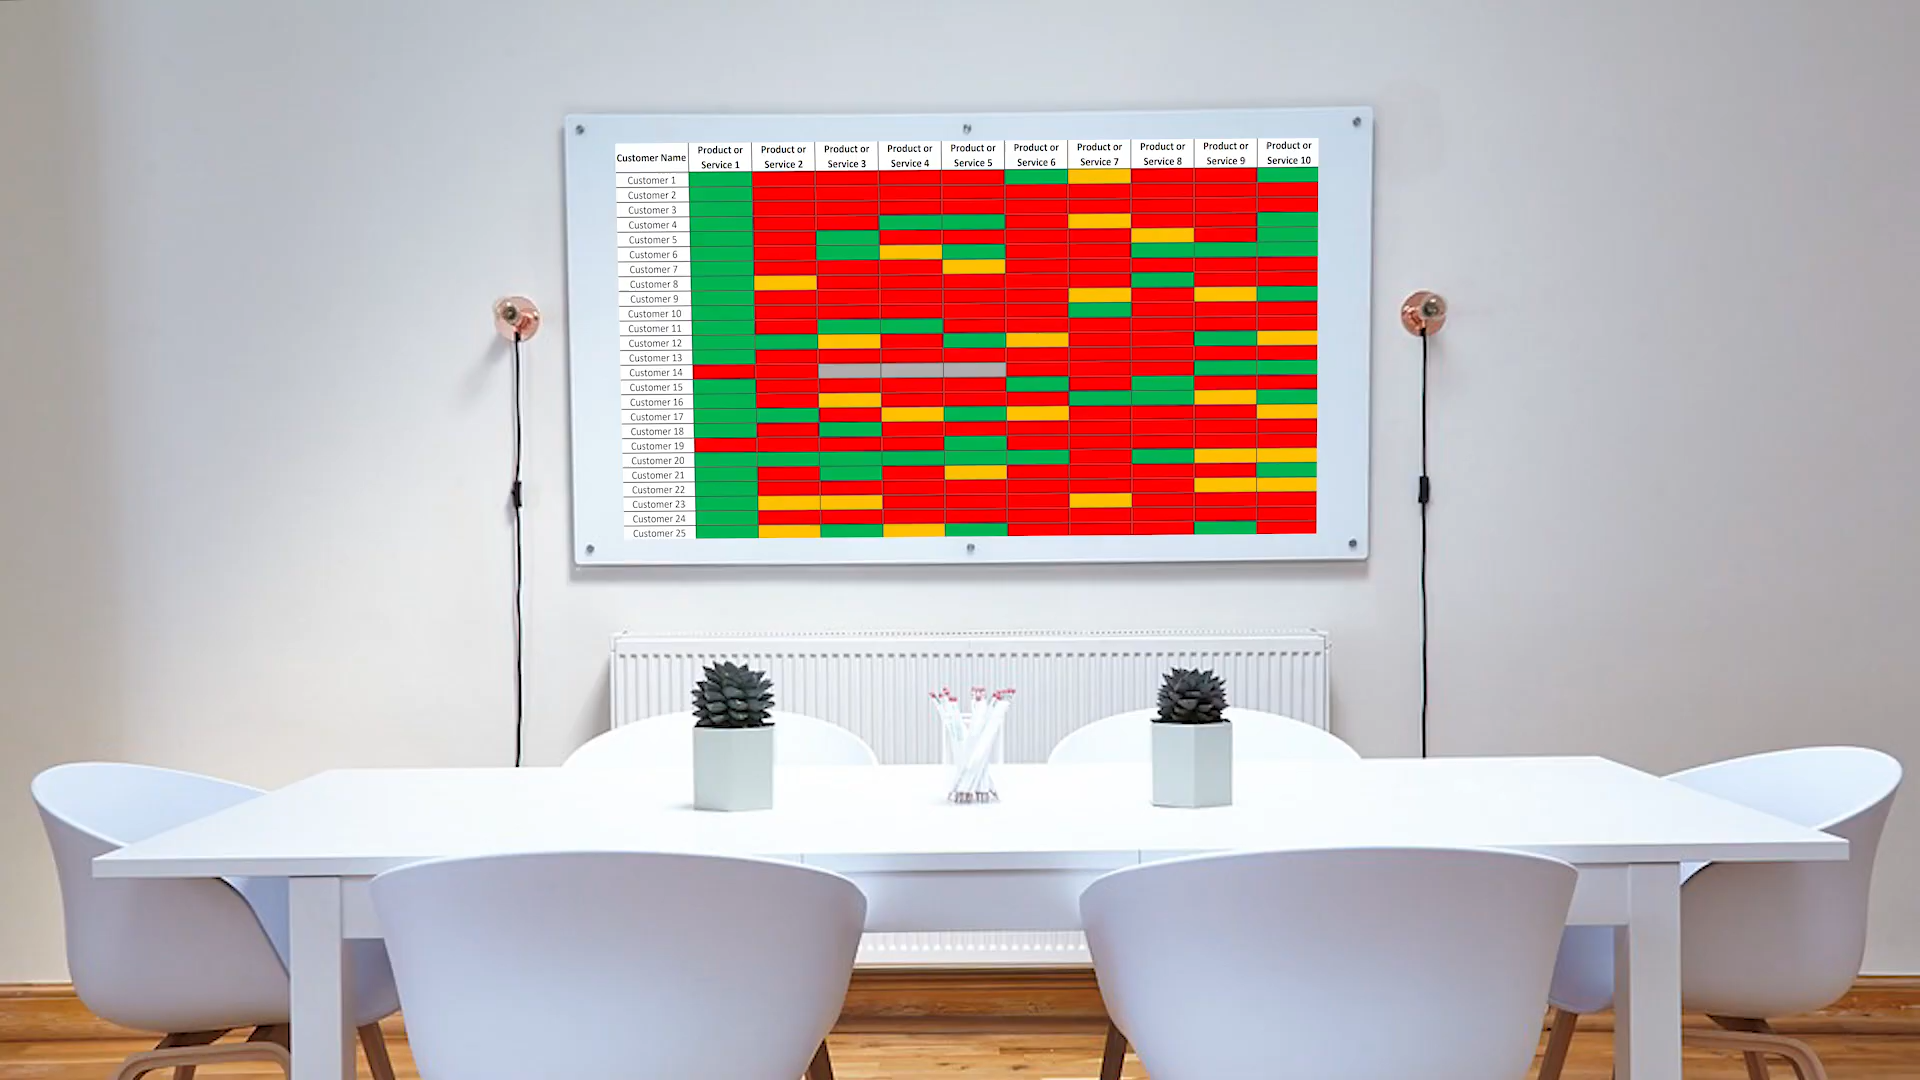 Customer Name Product or Service 1 Product or Service 2 Product or Service 3 Product or Service 4 Product or Service 5 Product or Service 6 Product or Service 7 Product or Service 8 Product or Service 9 Product or Service 10
Customer 1
Customer 2
Customer 3
Customer 4
Customer 5
Customer 6
Customer 7
Customer 8
Customer 9
Customer 10
Customer 11
Customer 12
Customer 13
Customer 14
Customer 15
Customer 16
Customer 17
Customer 18
Customer 19
Customer 20
Customer 21
Customer 22
Customer 23
Customer 24
Customer 25